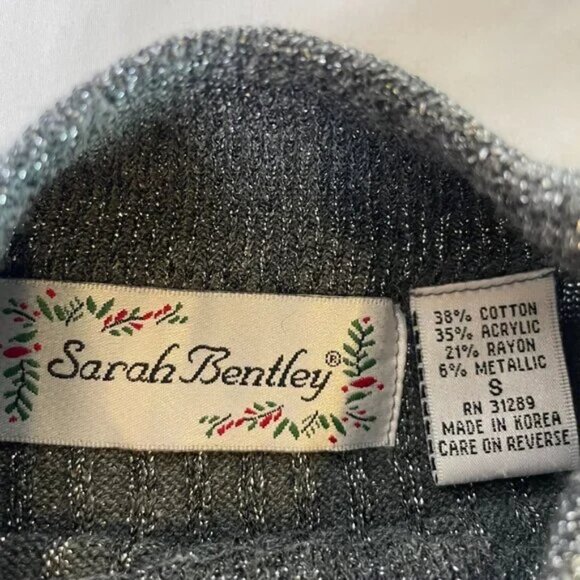 Sarah Bentley®
38% COTTON
35% ACRYLIC
21% RAYON
6% METALLIC
S
RN 31289
MADE IN KOREA
CARE ON REVERSE